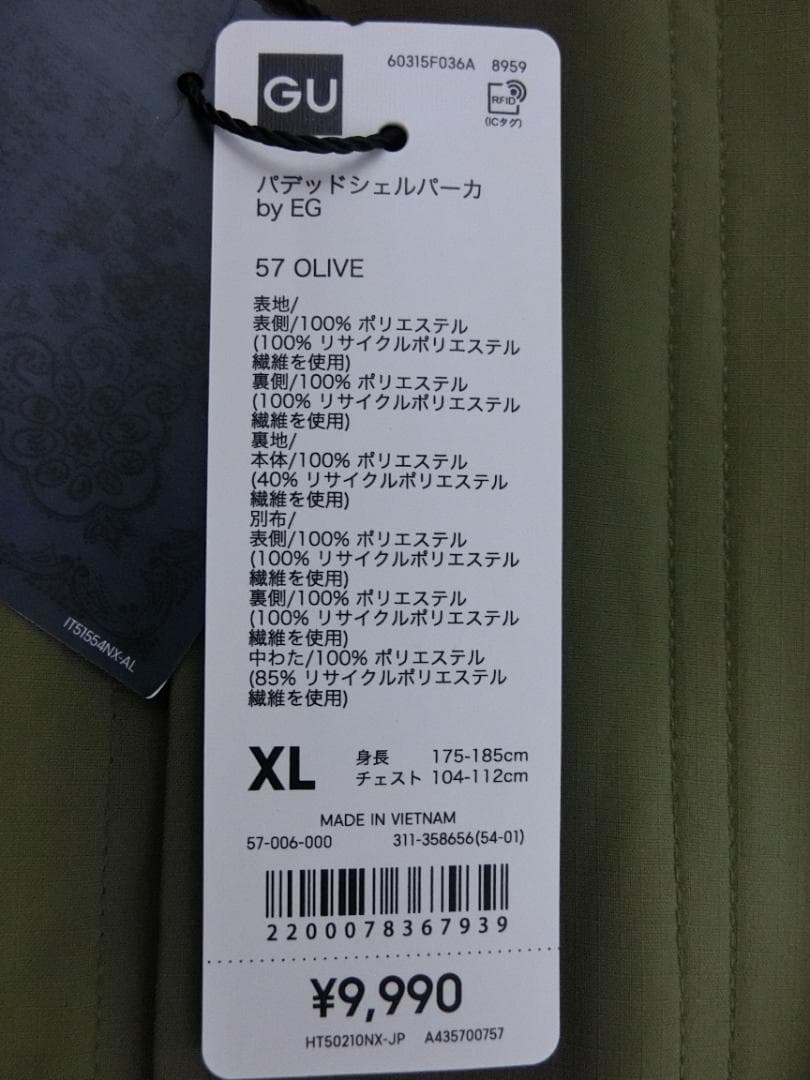 GU
60315F036A 8959
RFID
(ICタグ)
パデッドシェルパーカ
by EG
57 OLIVE
表地/
表側/100% ポリエステル
(100% リサイクルポリエステル
繊維を使用)
裏側/100% ポリエステル
(100% リサイクルポリエステル
繊維を使用)
裏地/
本体/100% ポリエステル
(40% リサイクルポリエステル
繊維を使用)
別布/
表側/100% ポリエステル
(100% リサイクルポリエステル
繊維を使用)
裏側/100% ポリエステル
(100% リサイクルポリエステル
繊維を使用)
中わた/100% ポリエステル
(85% リサイクルポリエステル
繊維を使用)
XL
身長 175-185cm
チェスト 104-112cm
MADE IN VIETNAM
57-006-000 311-358656(54-01)
2200078367939
¥9,990
HT50210NX-JP A435700757
IT51554NX-AL